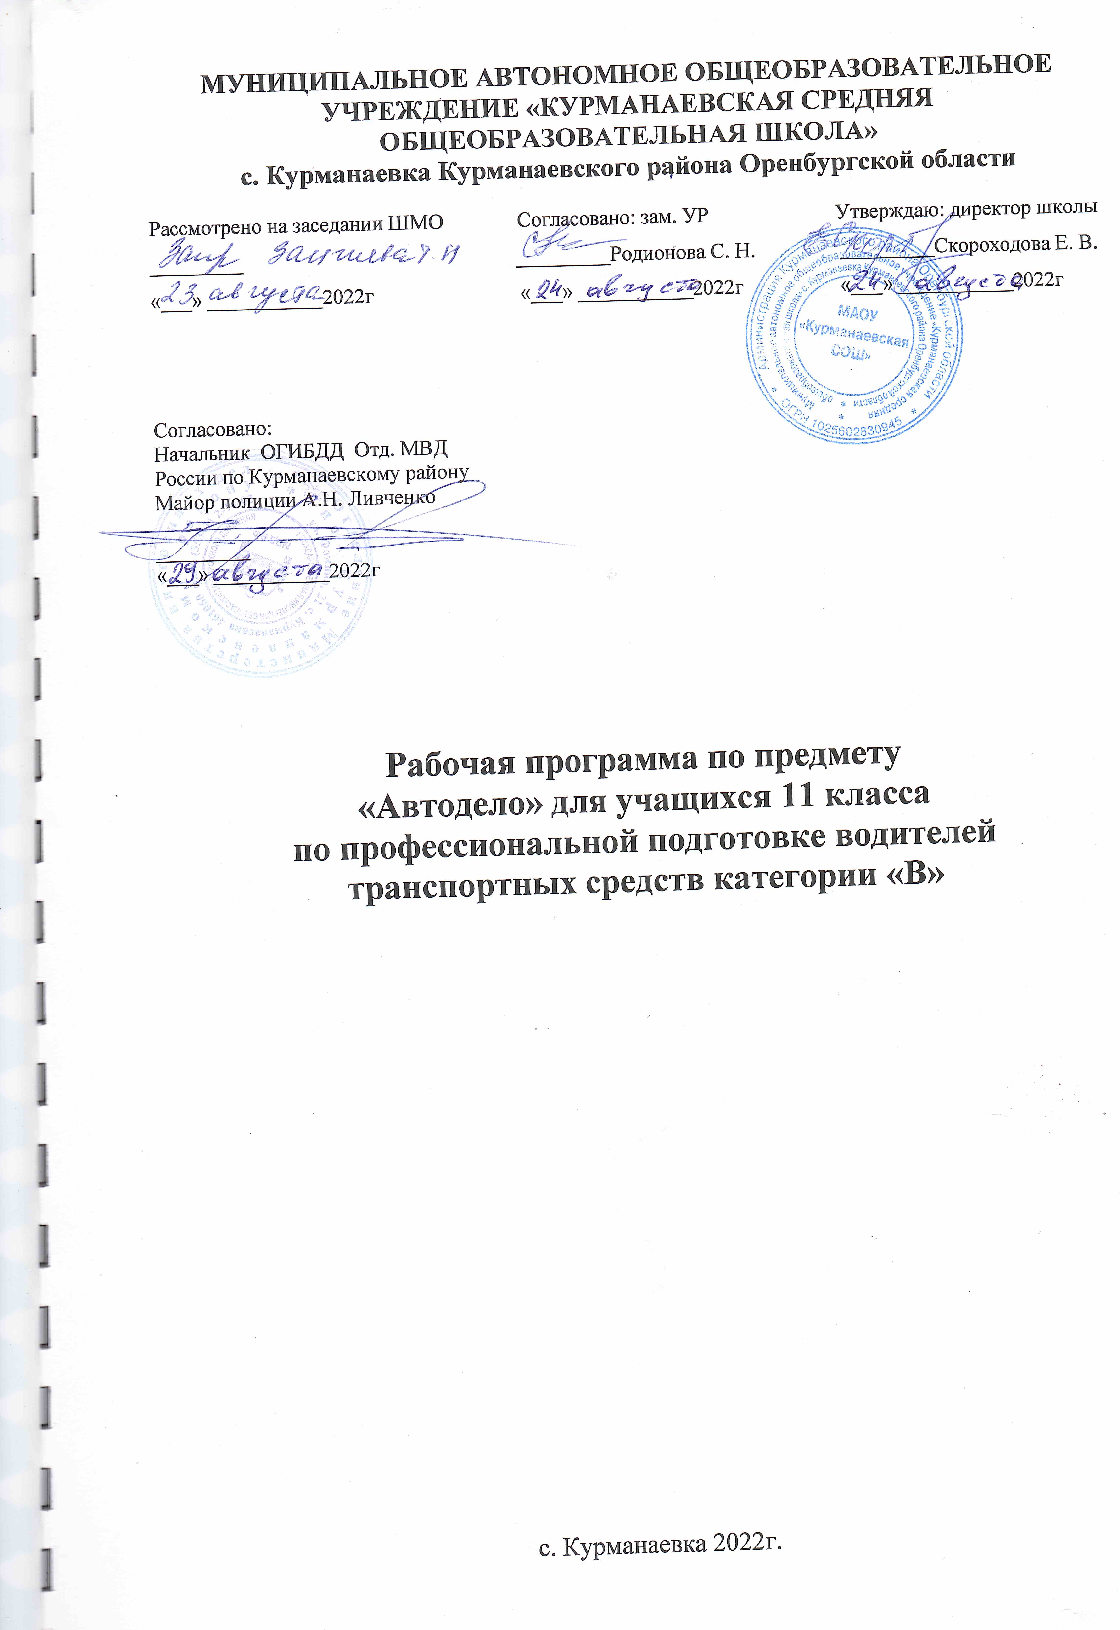 МУНИЦИПАЛЬНОЕ АВТОНОМНОЕ ОБЩЕОБРАЗОВАТЕЛЬНОЕ
УЧРЕЖДЕНИЕ «КУРМАНАЕВСКАЯ СРЕДНЯЯ
ОБЩЕОБРАЗОВАТЕЛЬНАЯ ШКОЛА»
с. Курманаевка Курманаевского района Оренбургской области
Рассмотрено на заседании ШМО
«23» августа 2022г
Согласовано: зам. УР
Родионова С. Н.
«24» августа 2022г
Утверждаю: директор школы
Скороходова Е. В.
«24» августа 2022г
МАОУ
«Курманаевская
СОШ»
ОГРН 1025602830945
Согласовано:
Начальник ОГИБДД Отд. МВД
России по Курманаевскому району
Майор полиции А.Н. Ливченко
«29» августа 2022г
Рабочая программа по предмету
«Автодело» для учащихся 11 класса
по профессиональной подготовке водителей
транспортных средств категории «В»
с. Курманаевка 2022г.